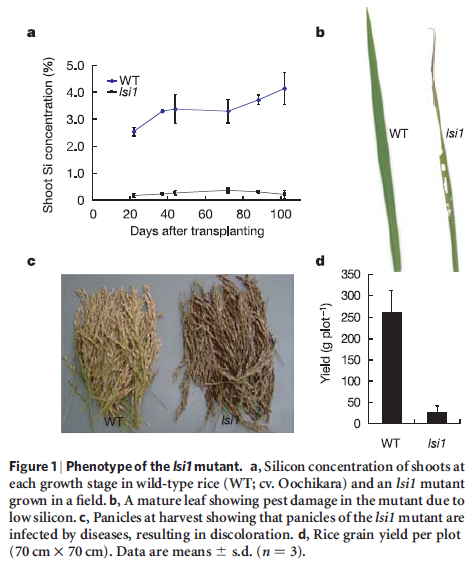 a
b
5.0
WT
lsi1
4.0
3.0
2.0
1.0
0
Shoot Si concentration (%)
0 20 40 60 80 100
Days after transplanting
WT
lsi1
c
d
WT
lsi1
350
300
250
200
150
100
50
0
Yield (g plot⁻¹)
WT lsi1
Figure 1 | Phenotype of the lsi1 mutant. a, Silicon concentration of shoots at
each growth stage in wild-type rice (WT; cv. Oochikara) and an lsi1 mutant
grown in a field. b, A mature leaf showing pest damage in the mutant due to
low silicon. c, Panicles at harvest showing that panicles of the lsi1 mutant are
infected by diseases, resulting in discoloration. d, Rice grain yield per plot
(70 cm × 70 cm). Data are means ± s.d. (n = 3).